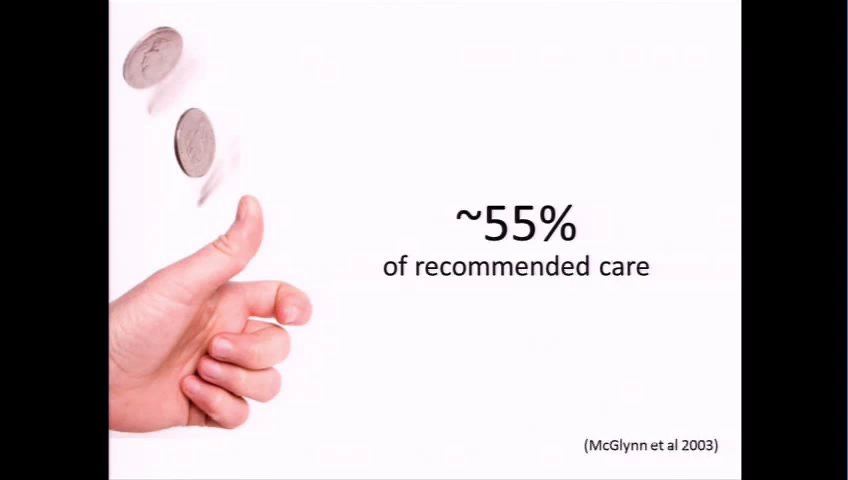 ~55%
of recommended care
(McGlynn et al 2003)